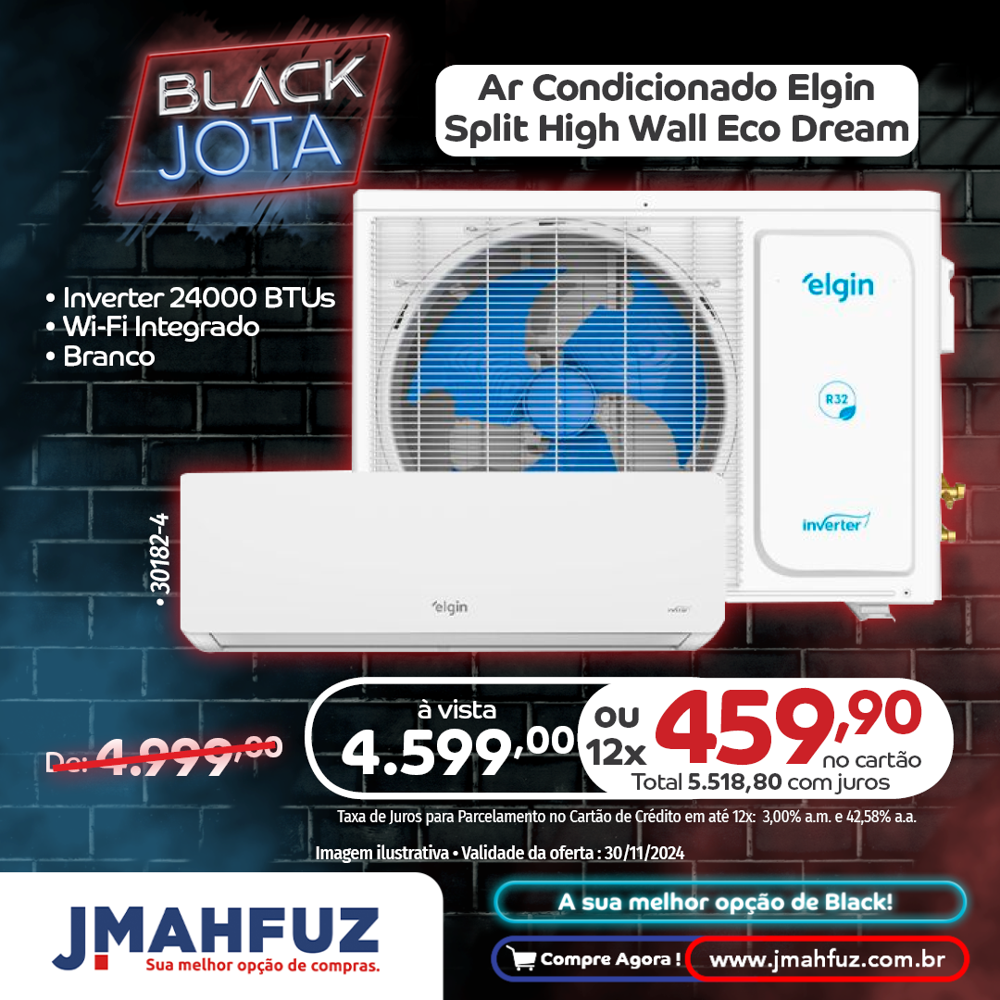 BLACK
JOTA
Ar Condicionado Elgin
Split High Wall Eco Dream
• Inverter 24000 BTUs
• Wi-Fi Integrado
• Branco
elgin
R32
inverter
• 30182-4
elgin
inverter
De: 4.999,00
à vista
4.599,00
ou
12x
459,90
no cartão
Total 5.518,80 com juros
Taxa de Juros para Parcelamento no Cartão de Crédito em até 12x: 3,00% a.m. e 42,58% a.a.
Imagem ilustrativa • Validade da oferta : 30/11/2024
JMAHFUZ
Sua melhor opção de compras.
A sua melhor opção de Black!
Compre Agora !
www.jmahfuz.com.br